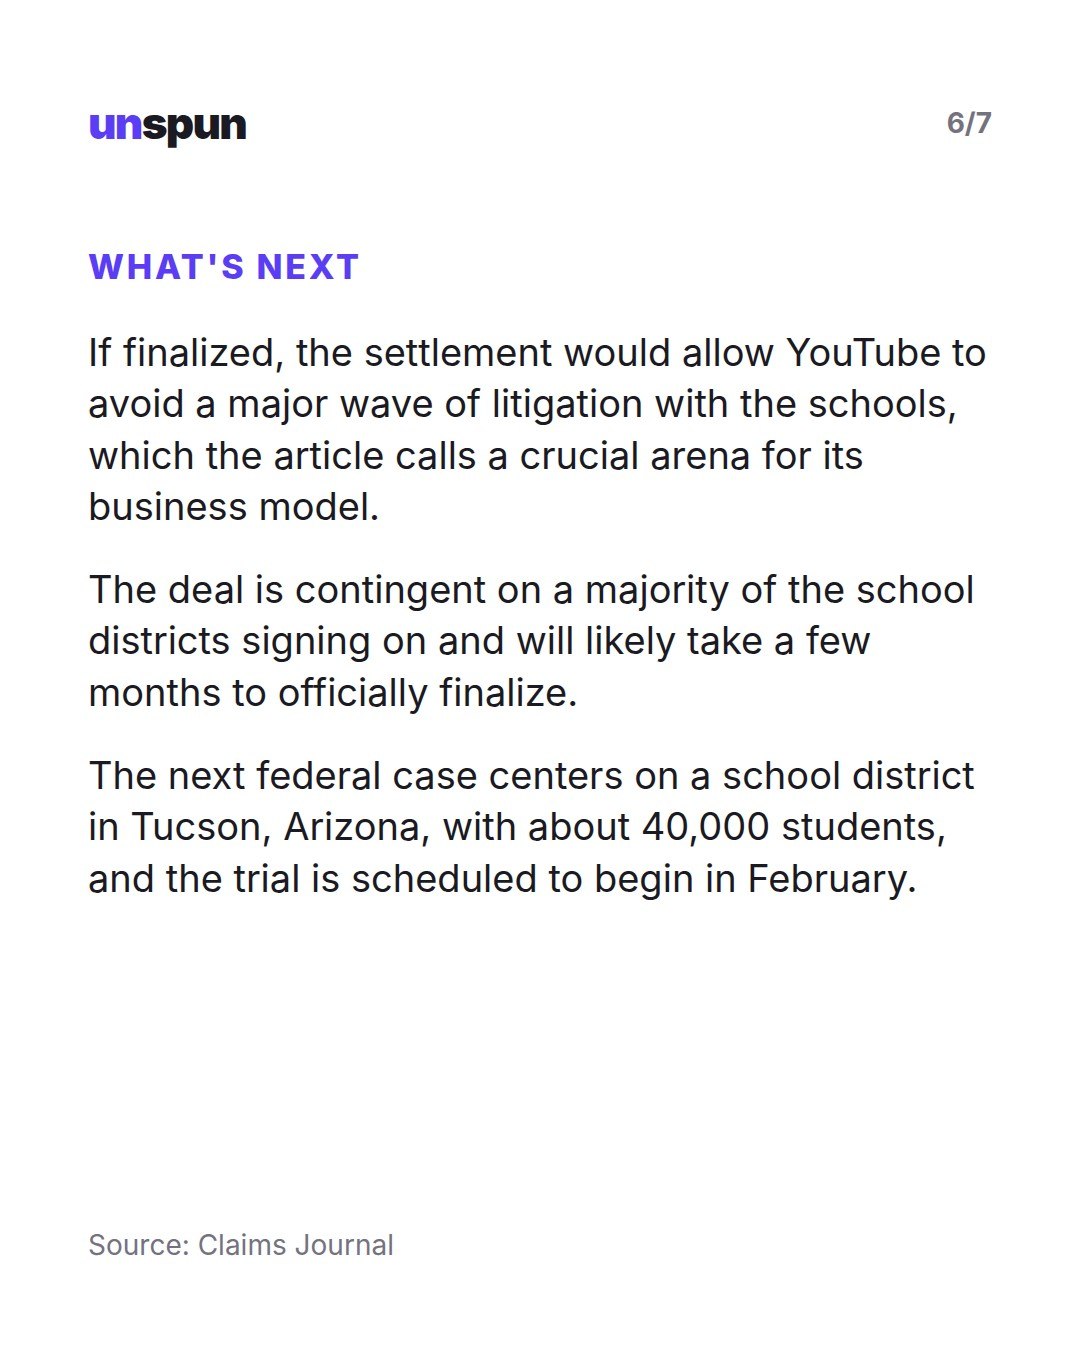 unspun
6/7
WHAT'S NEXT
If finalized, the settlement would allow YouTube to
avoid a major wave of litigation with the schools,
which the article calls a crucial arena for its
business model.
The deal is contingent on a majority of the school
districts signing on and will likely take a few
months to officially finalize.
The next federal case centers on a school district
in Tucson, Arizona, with about 40,000 students,
and the trial is scheduled to begin in February.
Source: Claims Journal